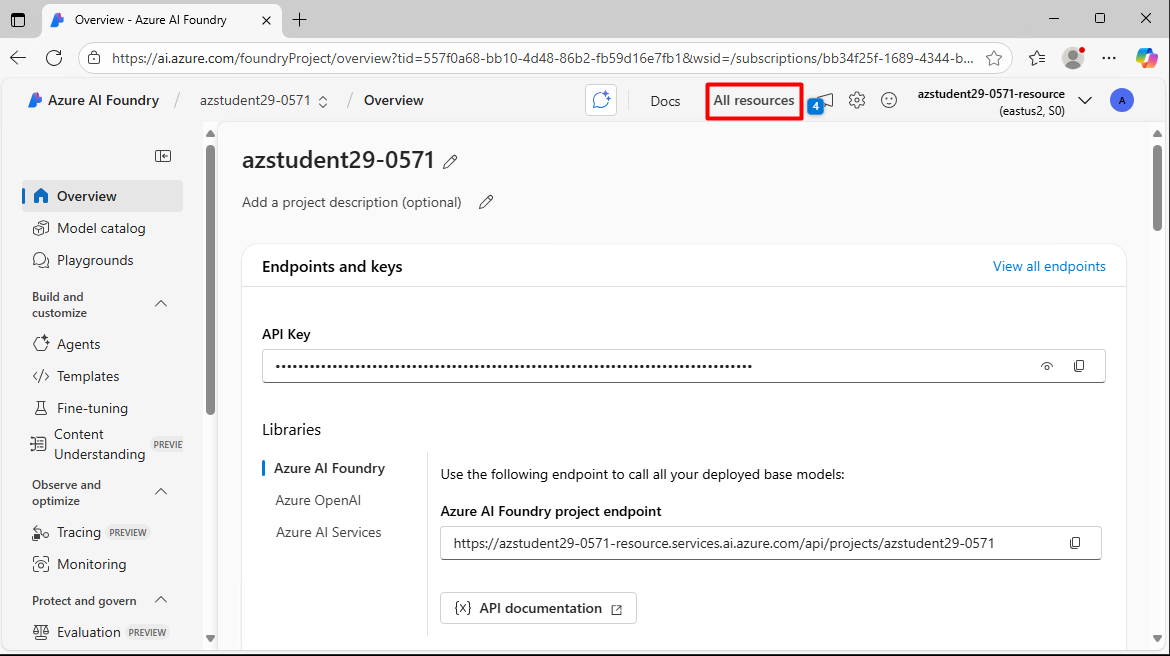 Overview - Azure AI Foundry
https://ai.azure.com/foundryProject/overview?tid=557f0a68-bb10-4d48-86b2-fb59d16e7fb1&wsid=/subscriptions/bb34f25f-1689-4344-b...
Azure AI Foundry / azstudent29-0571 / Overview
Docs
All resources
4
azstudent29-0571-resource
(eastus2, S0)
A
Overview
Model catalog
Playgrounds
Build and
customize
Agents
Templates
Fine-tuning
Content
Understanding PREVIE
Observe and
optimize
Tracing PREVIEW
Monitoring
Protect and govern
Evaluation PREVIEW
azstudent29-0571
Add a project description (optional)
Endpoints and keys
View all endpoints
API Key
••••••••••••••••••••••••••••••••••••••••••••••••••••••••••••••••••••••••••••••••••••
Libraries
Azure AI Foundry
Azure OpenAI
Azure AI Services
Use the following endpoint to call all your deployed base models:
Azure AI Foundry project endpoint
https://azstudent29-0571-resource.services.ai.azure.com/api/projects/azstudent29-0571
{x} API documentation